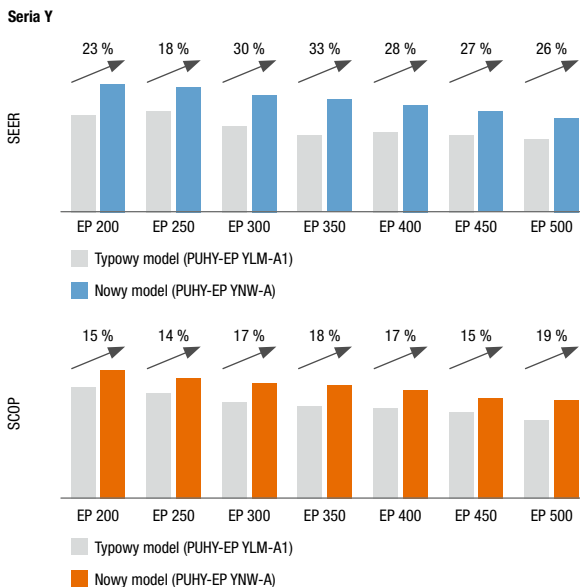 Seria Y
23 % 18 % 30 % 33 % 28 % 27 % 26 %
SEER
EP 200 EP 250 EP 300 EP 350 EP 400 EP 450 EP 500
Typowy model (PUHY-EP YLM-A1)
Nowy model (PUHY-EP YNW-A)
15 % 14 % 17 % 18 % 17 % 15 % 19 %
SCOP
EP 200 EP 250 EP 300 EP 350 EP 400 EP 450 EP 500
Typowy model (PUHY-EP YLM-A1)
Nowy model (PUHY-EP YNW-A)